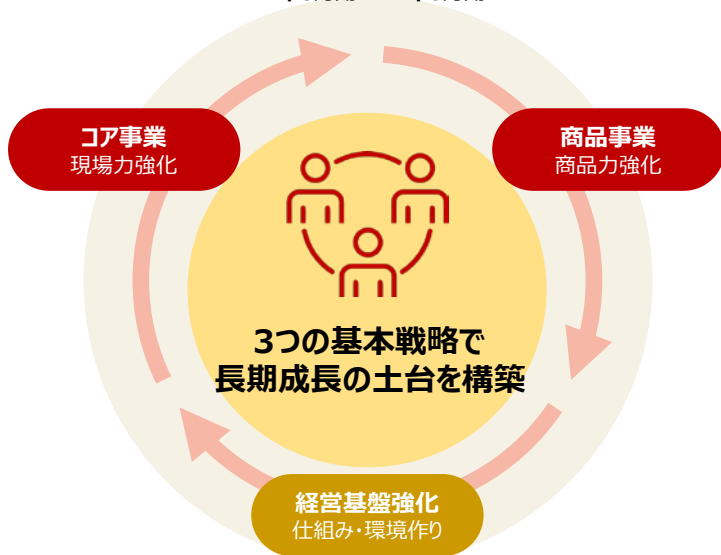 コア事業
現場力強化
商品事業
商品力強化
3つの基本戦略で
長期成長の土台を構築
経営基盤強化
仕組み・環境作り